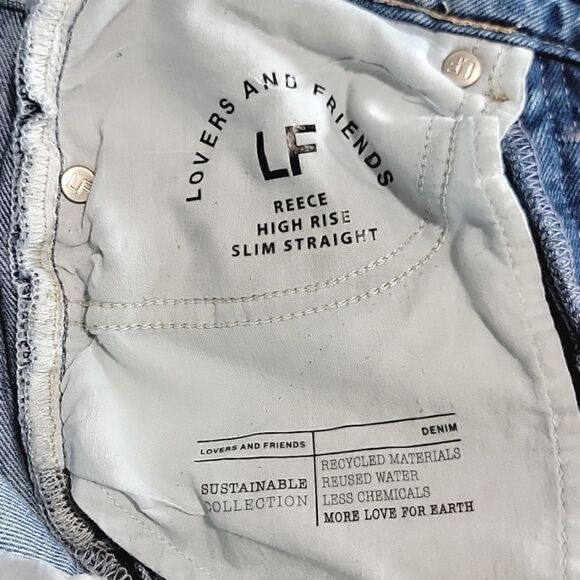 LOVERS AND FRIENDS
LF
REECE
HIGH RISE
SLIM STRAIGHT
LF
LF
LOVERS AND FRIENDS
DENIM
SUSTAINABLE
COLLECTION
RECYCLED MATERIALS
REUSED WATER
LESS CHEMICALS
MORE LOVE FOR EARTH